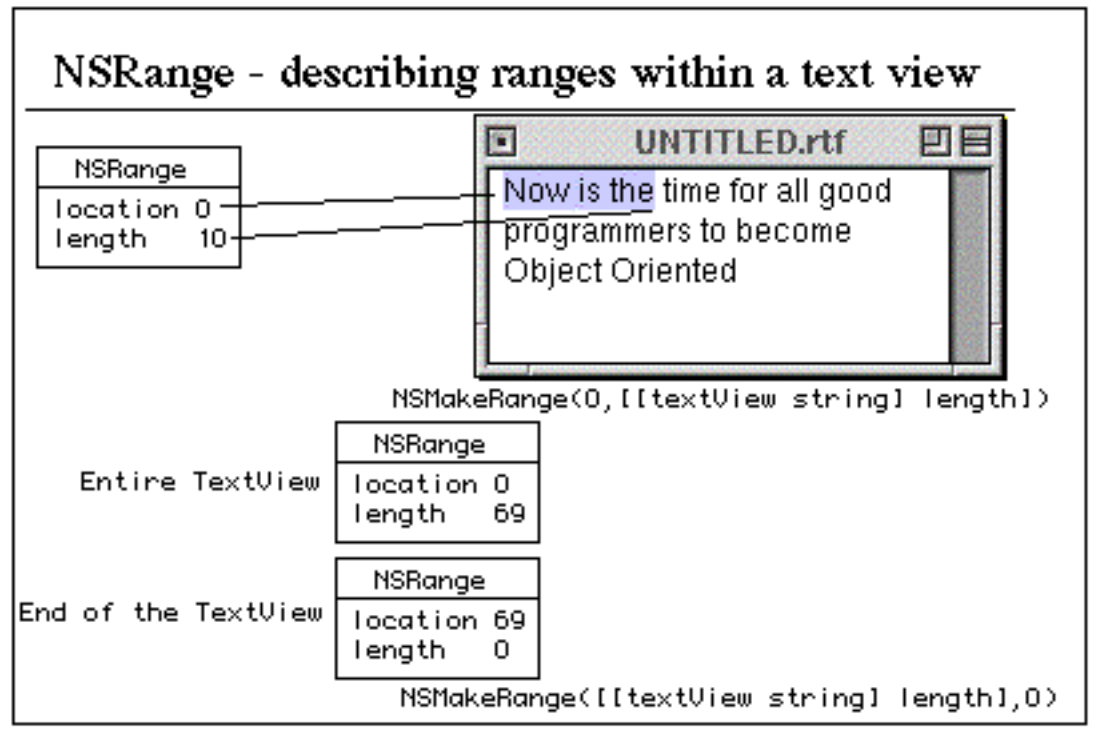 NSRange - describing ranges within a text view
NSRange
location 0
length 10
UNTITLED.rtf
Now is the time for all good
programmers to become
Object Oriented
NSMakeRange(0,[[textView string] length])
Entire TextView
NSRange
location 0
length 69
End of the TextView
NSRange
location 69
length 0
NSMakeRange([[textView string] length],0)